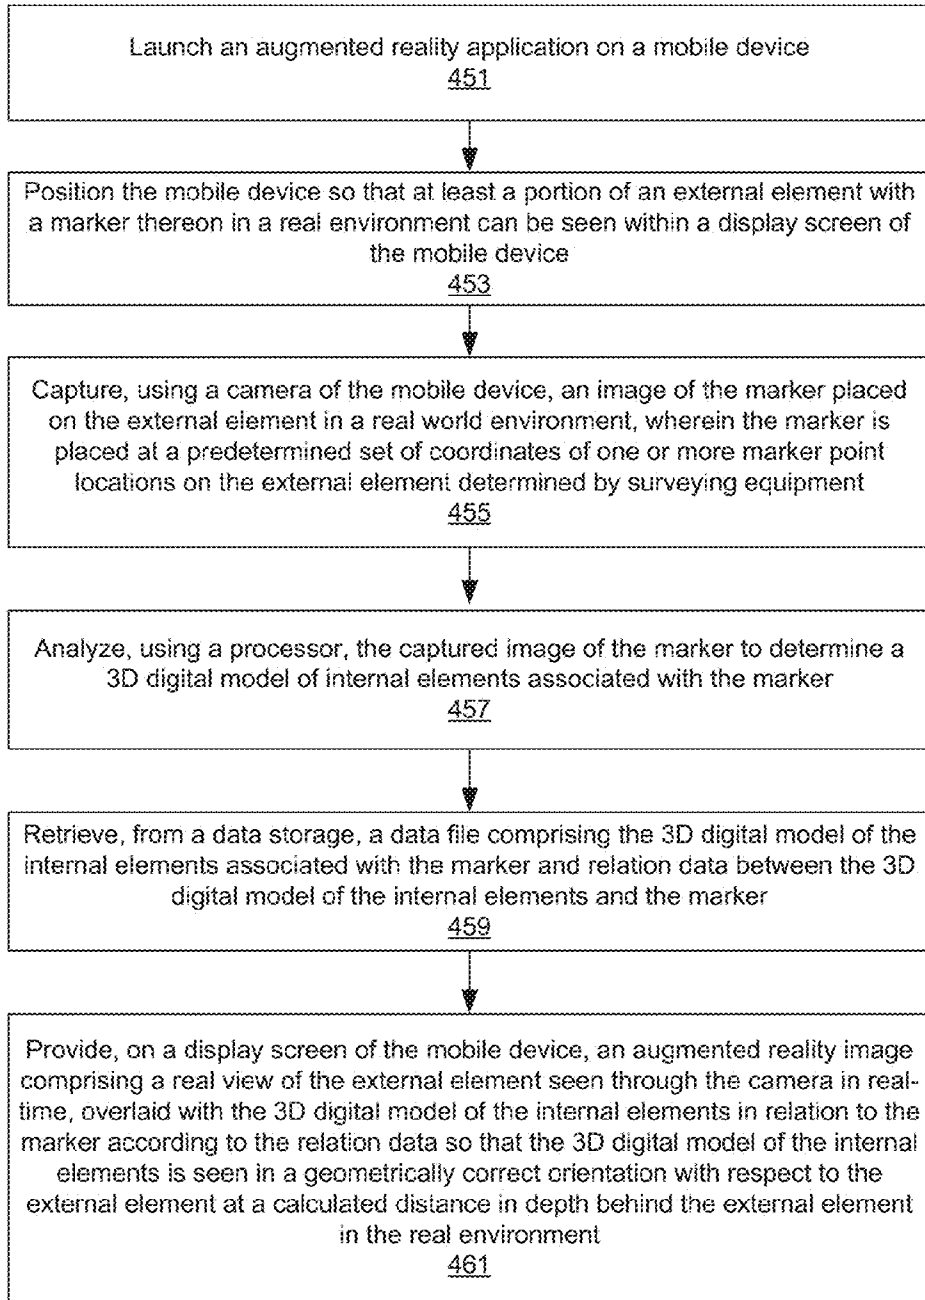 Launch an augmented reality application on a mobile device
451
Position the mobile device so that at least a portion of an external element with
a marker thereon in a real environment can be seen within a display screen of
the mobile device
453
Capture, using a camera of the mobile device, an image of the marker placed
on the external element in a real world environment, wherein the marker is
placed at a predetermined set of coordinates of one or more marker point
locations on the external element determined by surveying equipment
455
Analyze, using a processor, the captured image of the marker to determine a
3D digital model of internal elements associated with the marker
457
Retrieve, from a data storage, a data file comprising the 3D digital model of the
internal elements associated with the marker and relation data between the 3D
digital model of the internal elements and the marker
459
Provide, on a display screen of the mobile device, an augmented reality image
comprising a real view of the external element seen through the camera in real-
time, overlaid with the 3D digital model of the internal elements in relation to the
marker according to the relation data so that the 3D digital model of the internal
elements is seen in a geometrically correct orientation with respect to the
external element at a calculated distance in depth behind the external element
in the real environment
461